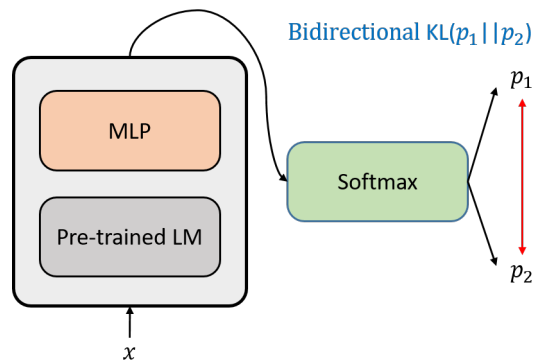 Bidirectional KL(𝑝₁||𝑝₂)
𝑝₁
MLP
Softmax
Pre-trained LM
𝑝₂
𝑥